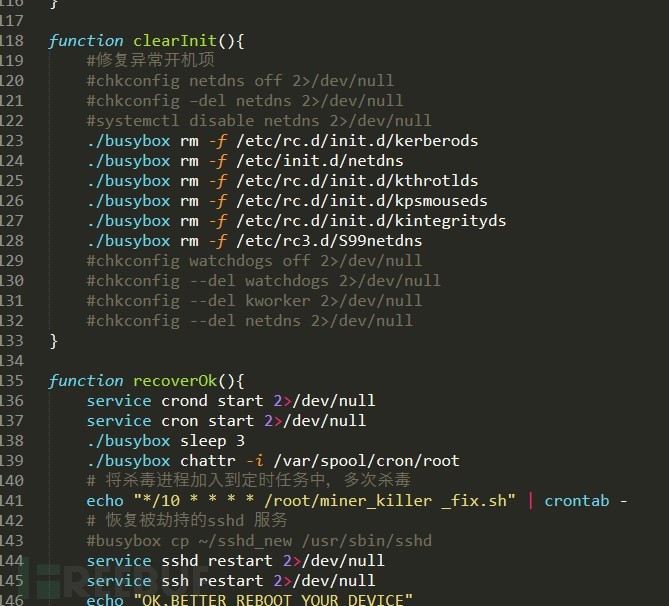 116 }
117
118 function clearInit(){
119 #修复异常开机项
120 #chkconfig netdns off 2>/dev/null
121 #chkconfig –del netdns 2>/dev/null
122 #systemctl disable netdns 2>/dev/null
123 ./busybox rm -f /etc/rc.d/init.d/kerberods
124 ./busybox rm -f /etc/init.d/netdns
125 ./busybox rm -f /etc/rc.d/init.d/kthrotlds
126 ./busybox rm -f /etc/rc.d/init.d/kpsmouseds
127 ./busybox rm -f /etc/rc.d/init.d/kintegrityds
128 ./busybox rm -f /etc/rc3.d/S99netdns
129 #chkconfig watchdogs off 2>/dev/null
130 #chkconfig --del watchdogs 2>/dev/null
131 #chkconfig --del kworker 2>/dev/null
132 #chkconfig --del netdns 2>/dev/null
133 }
134
135 function recoverOk(){
136 service crond start 2>/dev/null
137 service cron start 2>/dev/null
138 ./busybox sleep 3
139 ./busybox chattr -i /var/spool/cron/root
140 # 将杀毒进程加入到定时任务中，多次杀毒
141 echo "*/10 * * * * /root/miner_killer _fix.sh" | crontab -
142 # 恢复被劫持的sshd 服务
143 #busybox cp ~/sshd_new /usr/sbin/sshd
144 service sshd restart 2>/dev/null
145 service ssh restart 2>/dev/null
146 echo "OK,BETTER REBOOT YOUR DEVICE"
REEBUF